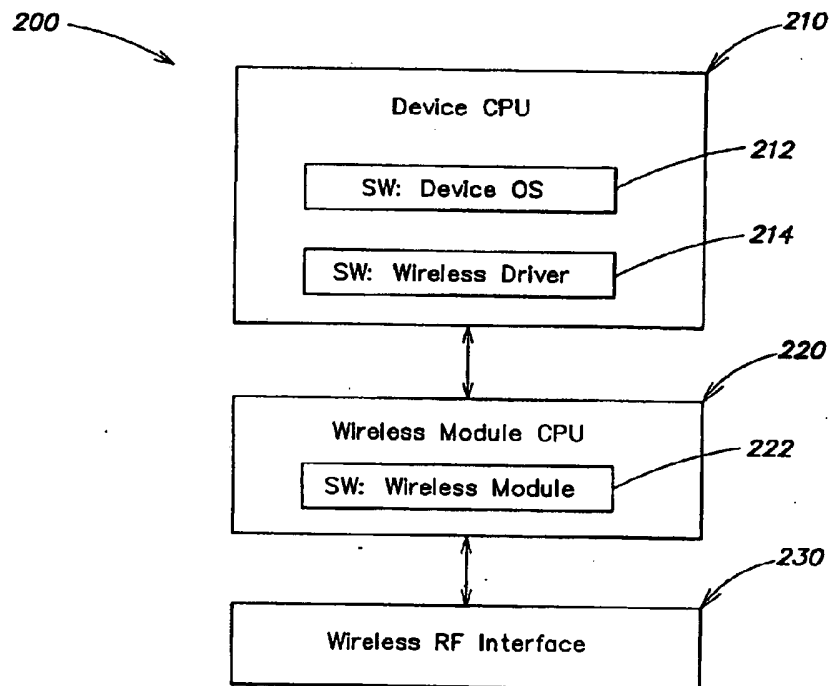 200
210
Device CPU
212
SW: Device OS
214
SW: Wireless Driver
220
Wireless Module CPU
222
SW: Wireless Module
230
Wireless RF Interface